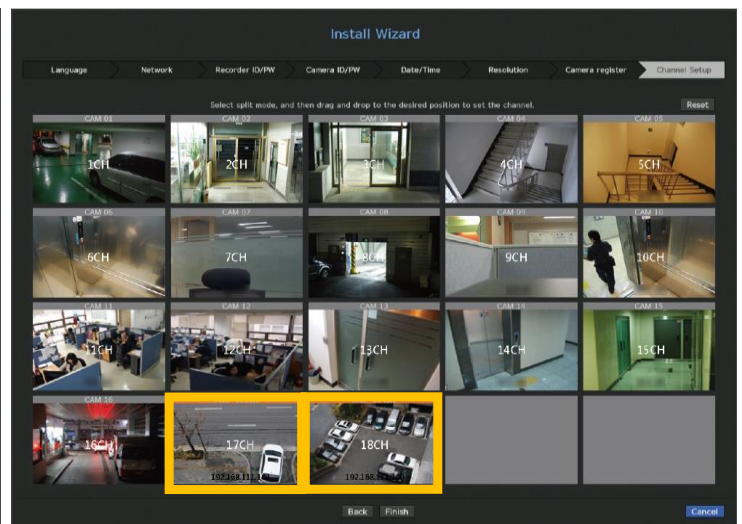 Install Wizard
Language Network Recorder ID/PW Camera ID/PW Date/Time Resolution Camera register Channel Setup
Select split mode, and then drag and drop to the desired position to set the channel. Reset
CAM 01 CAM 02 CAM 03 CAM 04 CAM 05
1CH 2CH 3CH 4CH 5CH
CAM 06 CAM 07 CAM 08 CAM 09 CAM 10
6CH 7CH 8CH 9CH 10CH
CAM 11 CAM 12 CAM 13 CAM 14 CAM 15
11CH 12CH 13CH 14CH 15CH
CAM 16
16CH 17CH 18CH
Back Finish Cancel